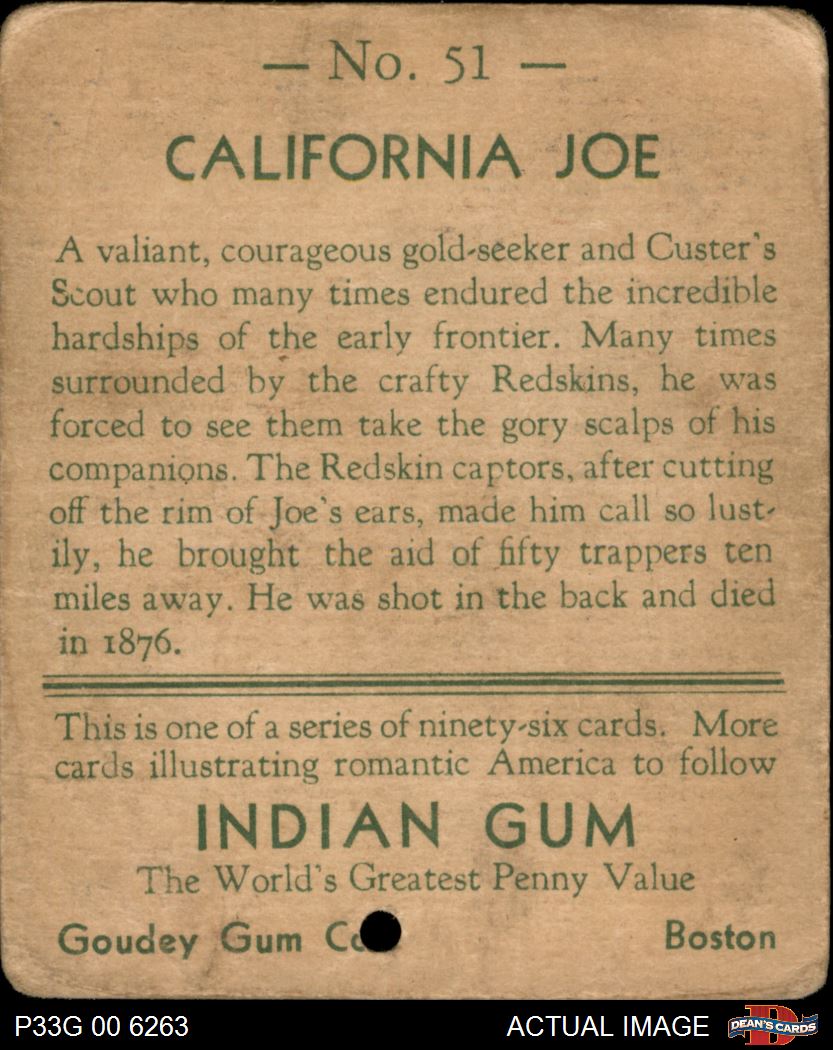 — No. 51 —
CALIFORNIA JOE
A valiant, courageous gold-seeker and Custer's
Scout who many times endured the incredible
hardships of the early frontier. Many times
surrounded by the crafty Redskins, he was
forced to see them take the gory scalps of his
companions. The Redskin captors, after cutting
off the rim of Joe's ears, made him call so lust-
ily, he brought the aid of fifty trappers ten
miles away. He was shot in the back and died
in 1876.
This is one of a series of ninety-six cards. More
cards illustrating romantic America to follow
INDIAN GUM
The World's Greatest Penny Value
Goudey Gum Co Boston
P33G 00 6263 ACTUAL IMAGE D DEAN'S CARDS